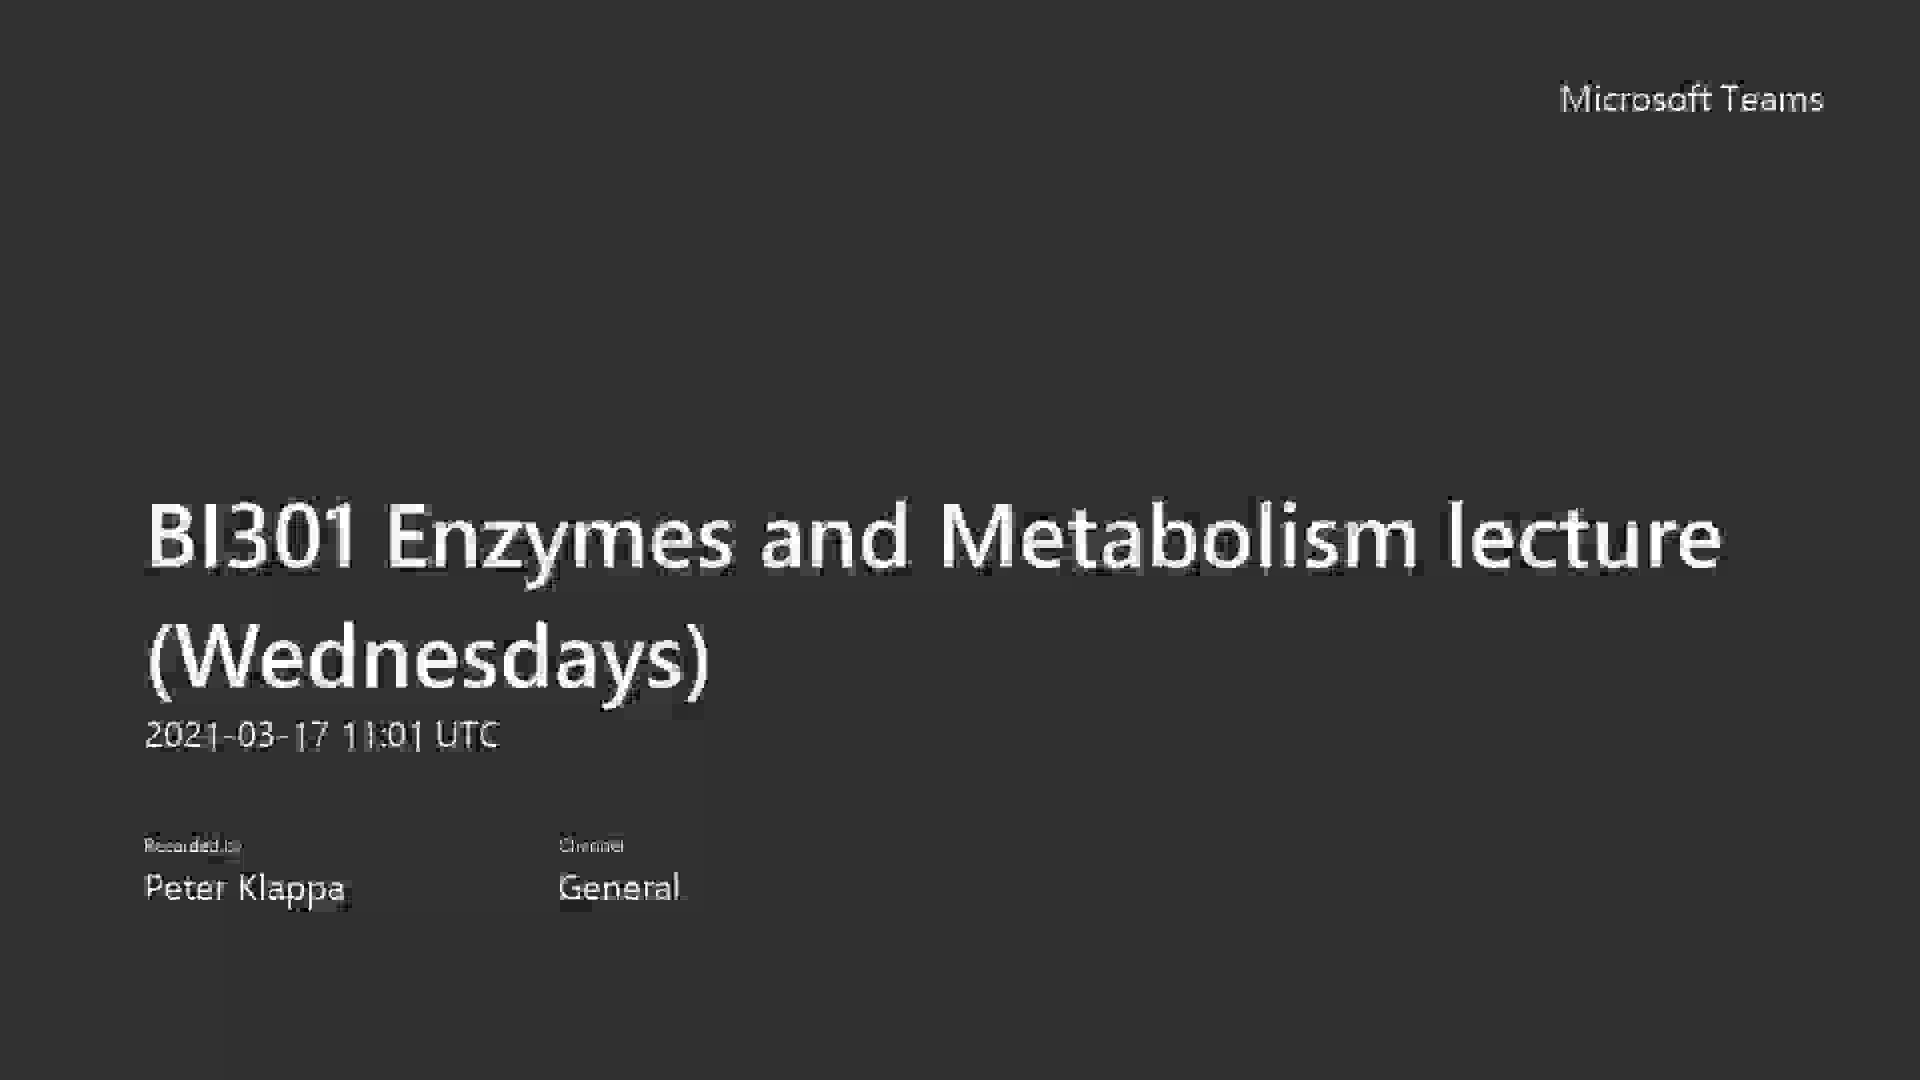 Microsoft Teams
BI301 Enzymes and Metabolism lecture
(Wednesdays)
2021-03-17 11:01 UTC
Recorded by
Channel
Peter Klappa
General